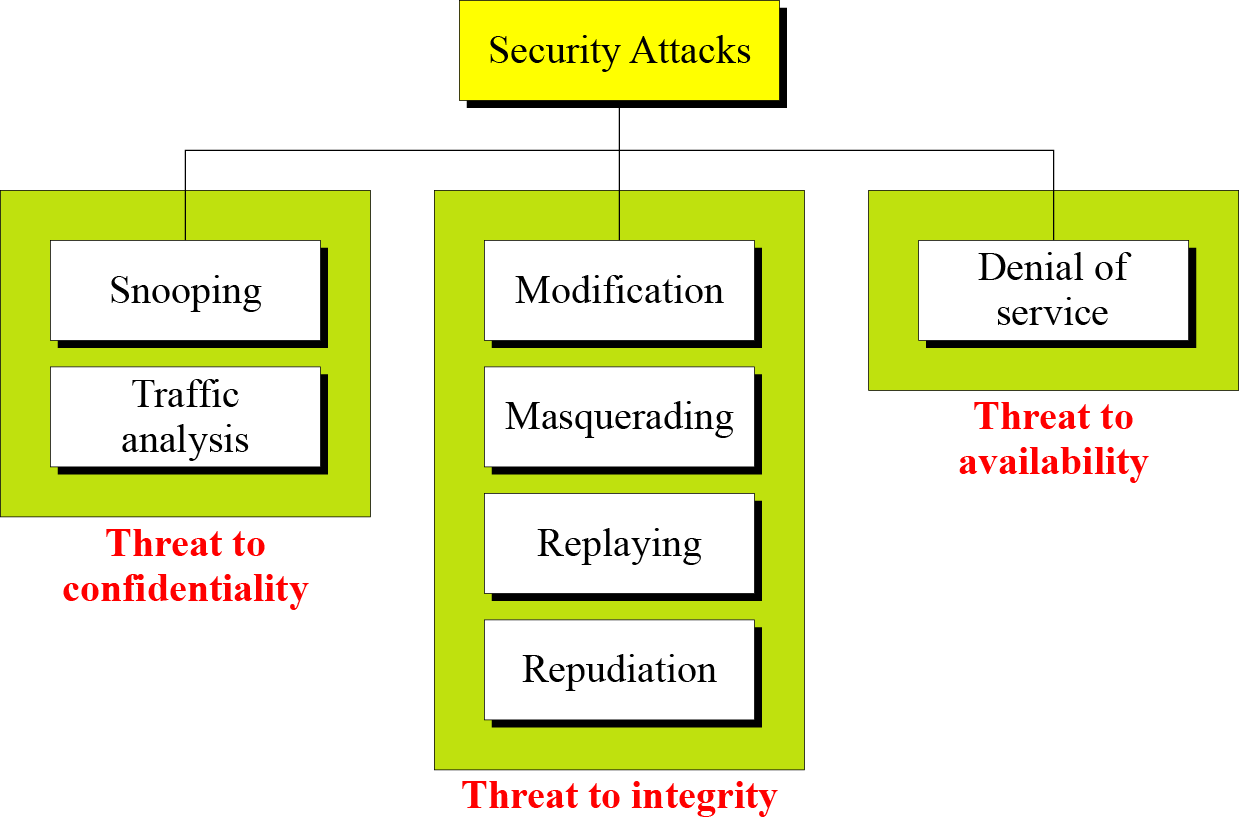 Security Attacks
Snooping
Traffic
analysis
Threat to
confidentiality
Modification
Masquerading
Replaying
Repudiation
Threat to integrity
Denial of
service
Threat to
availability